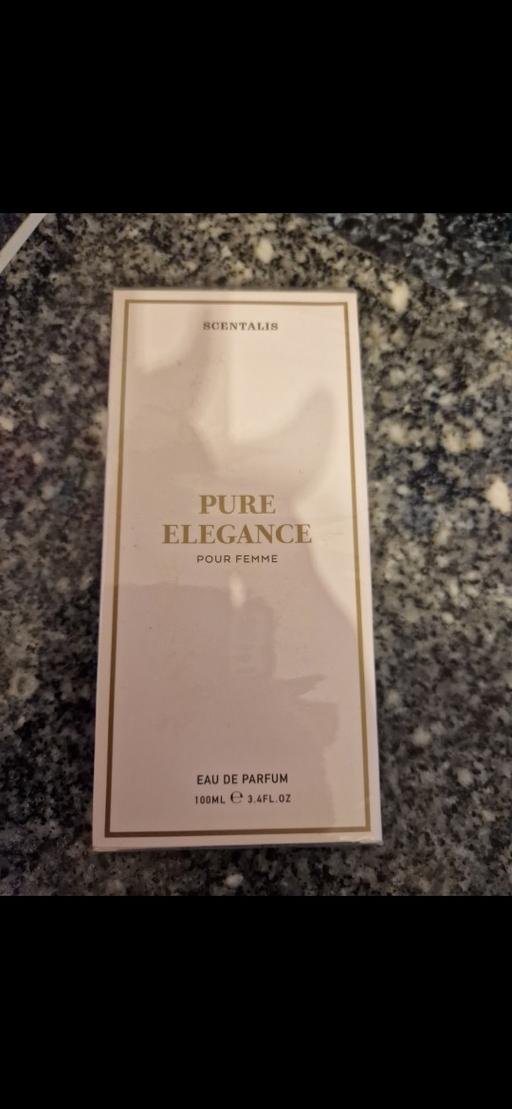 SCENTALIS
PURE
ELEGANCE
POUR FEMME
EAU DE PARFUM
100ML ℮ 3.4FL.OZ